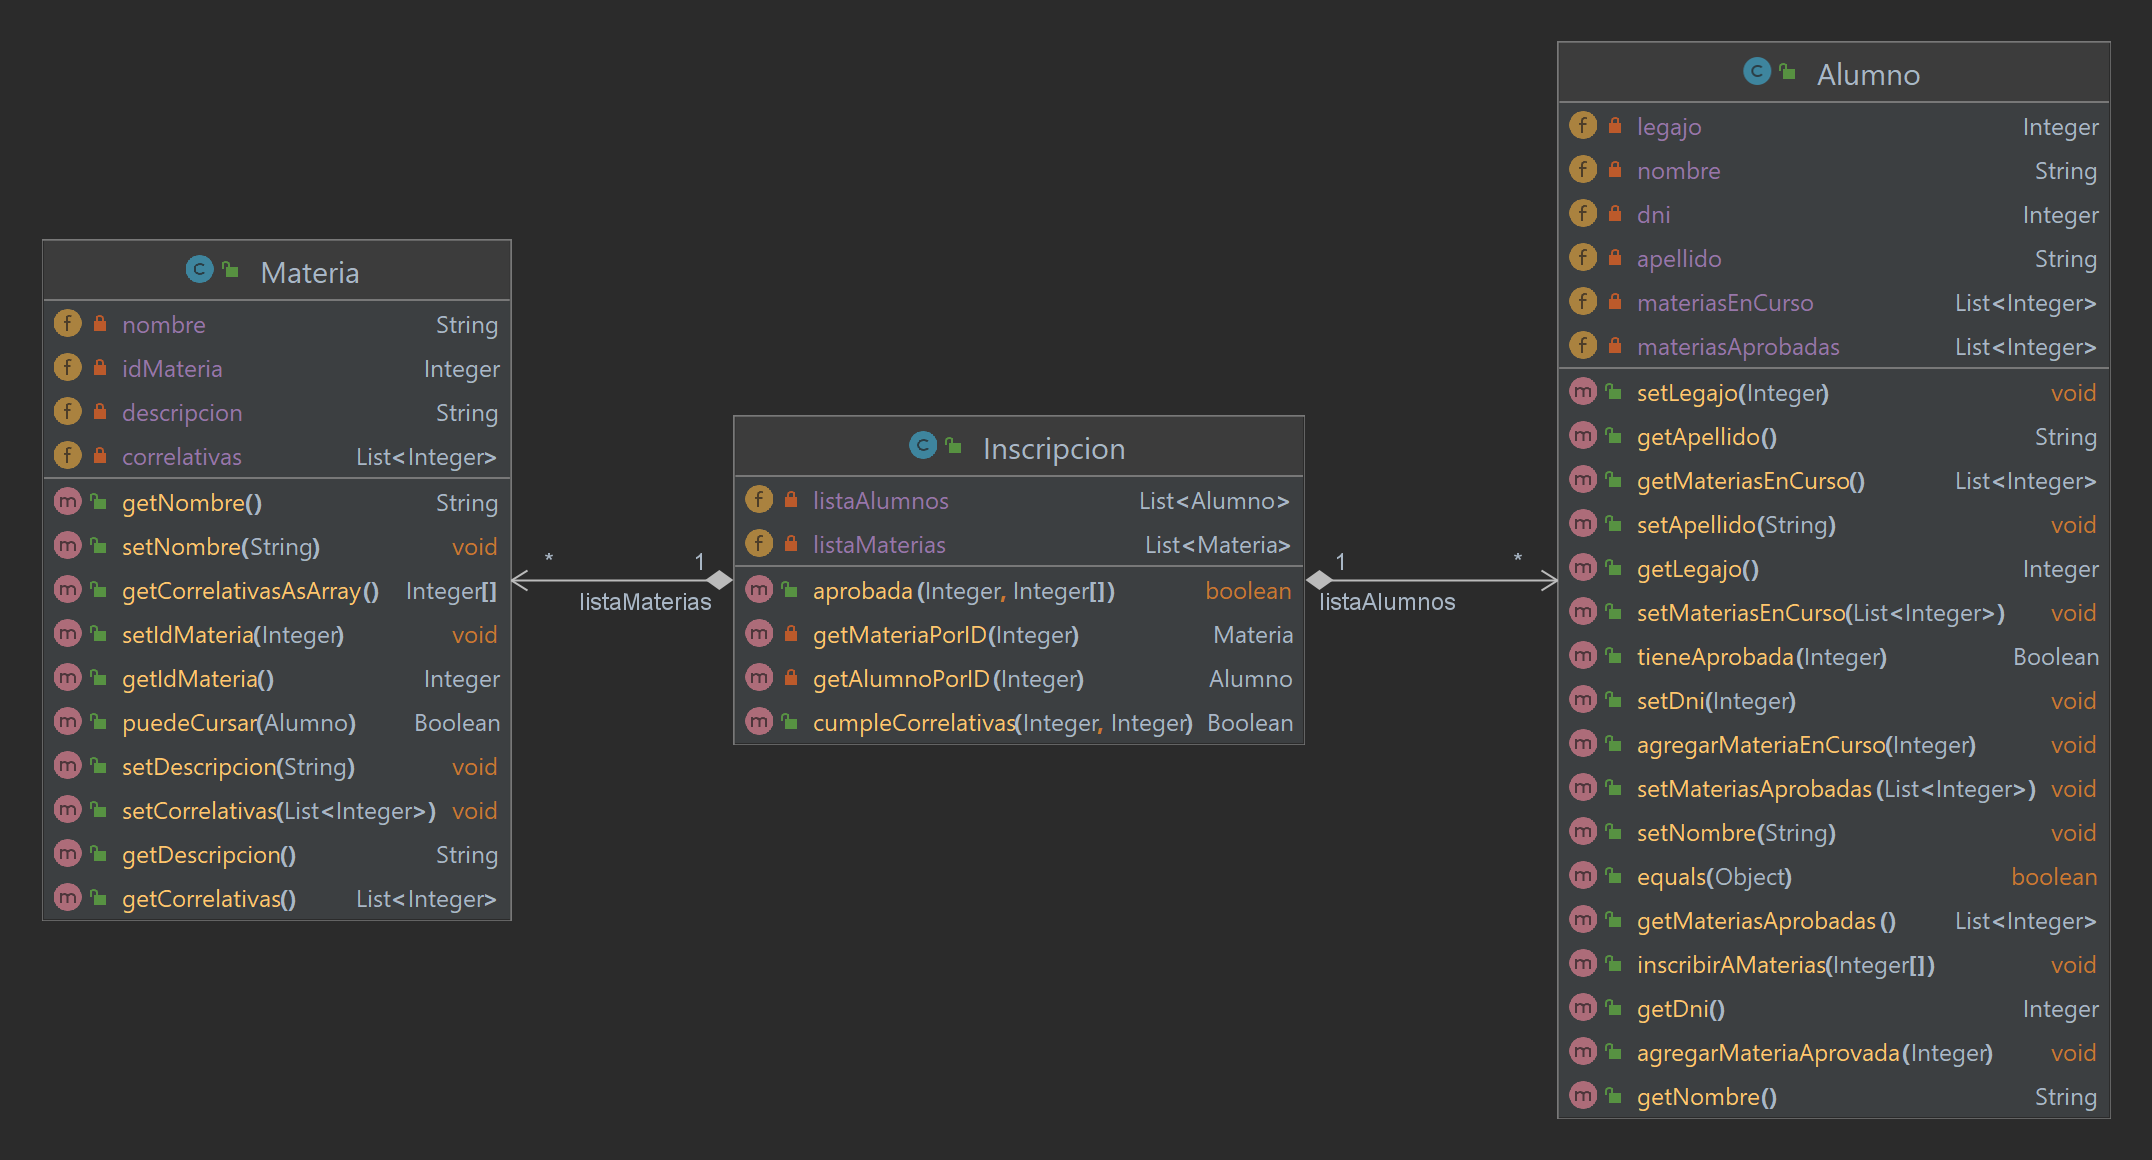 Materia
nombre String
idMateria Integer
descripcion String
correlativas List<Integer>
getNombre() String
setNombre(String) void
getCorrelativasAsArray() Integer[]
setIdMateria(Integer) void
getIdMateria() Integer
puedeCursar(Alumno) Boolean
setDescripcion(String) void
setCorrelativas(List<Integer>) void
getDescripcion() String
getCorrelativas() List<Integer>
* 1
listaMaterias
Inscripcion
listaAlumnos List<Alumno>
listaMaterias List<Materia>
aprobada(Integer, Integer[]) boolean
getMateriaPorID(Integer) Materia
getAlumnoPorID(Integer) Alumno
cumpleCorrelativas(Integer, Integer) Boolean
1 *
listaAlumnos
Alumno
legajo Integer
nombre String
dni Integer
apellido String
materiasEnCurso List<Integer>
materiasAprobadas List<Integer>
setLegajo(Integer) void
getApellido() String
getMateriasEnCurso() List<Integer>
setApellido(String) void
getLegajo() Integer
setMateriasEnCurso(List<Integer>) void
tieneAprobada(Integer) Boolean
setDni(Integer) void
agregarMateriaEnCurso(Integer) void
setMateriasAprobadas(List<Integer>) void
setNombre(String) void
equals(Object) boolean
getMateriasAprobadas() List<Integer>
inscribirAMaterias(Integer[]) void
getDni() Integer
agregarMateriaAprovada(Integer) void
getNombre() String